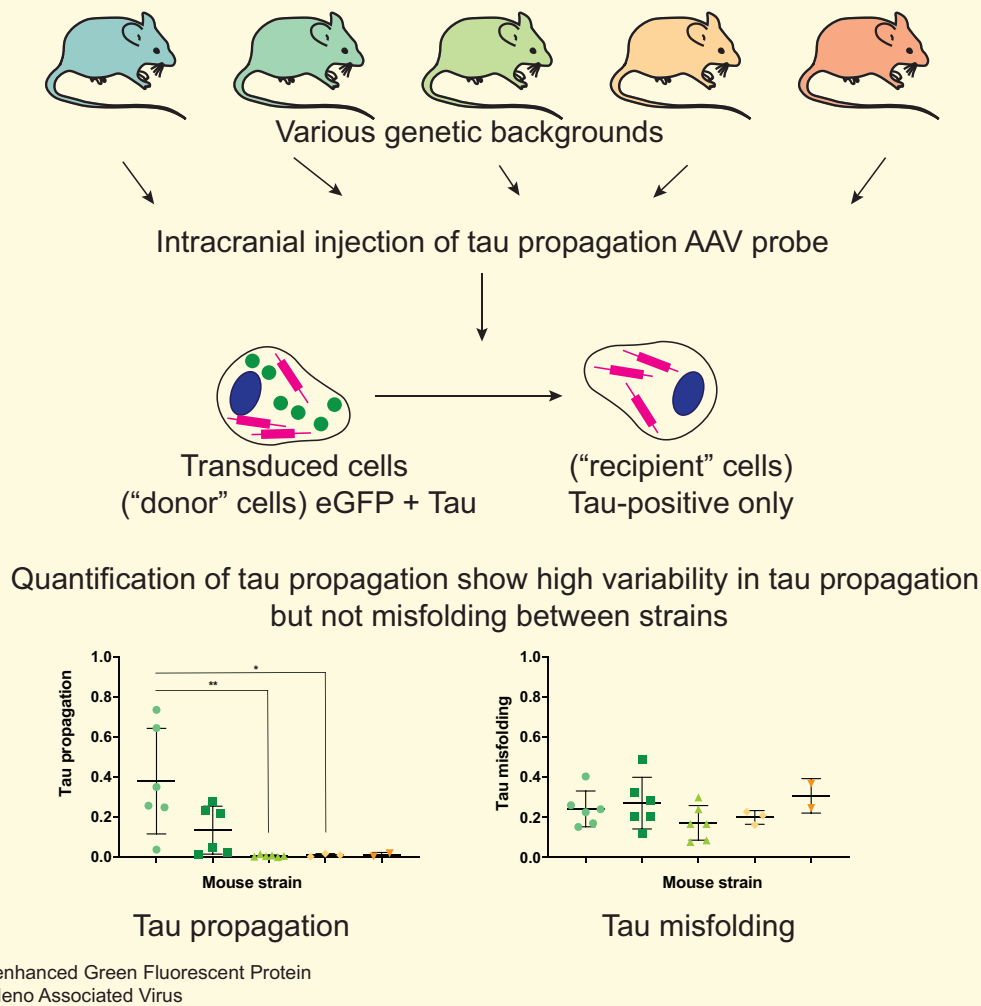 Various genetic backgrounds
Intracranial injection of tau propagation AAV probe
Transduced cells
(“donor” cells) eGFP + Tau
(“recipient” cells)
Tau-positive only
Quantification of tau propagation show high variability in tau propagation
but not misfolding between strains
Tau propagation
1.0
0.8
0.6
0.4
0.2
0.0
*
**
Mouse strain
Tau propagation
Tau misfolding
1.0
0.8
0.6
0.4
0.2
0.0
Mouse strain
Tau misfolding
enhanced Green Fluorescent Protein
deno Associated Virus